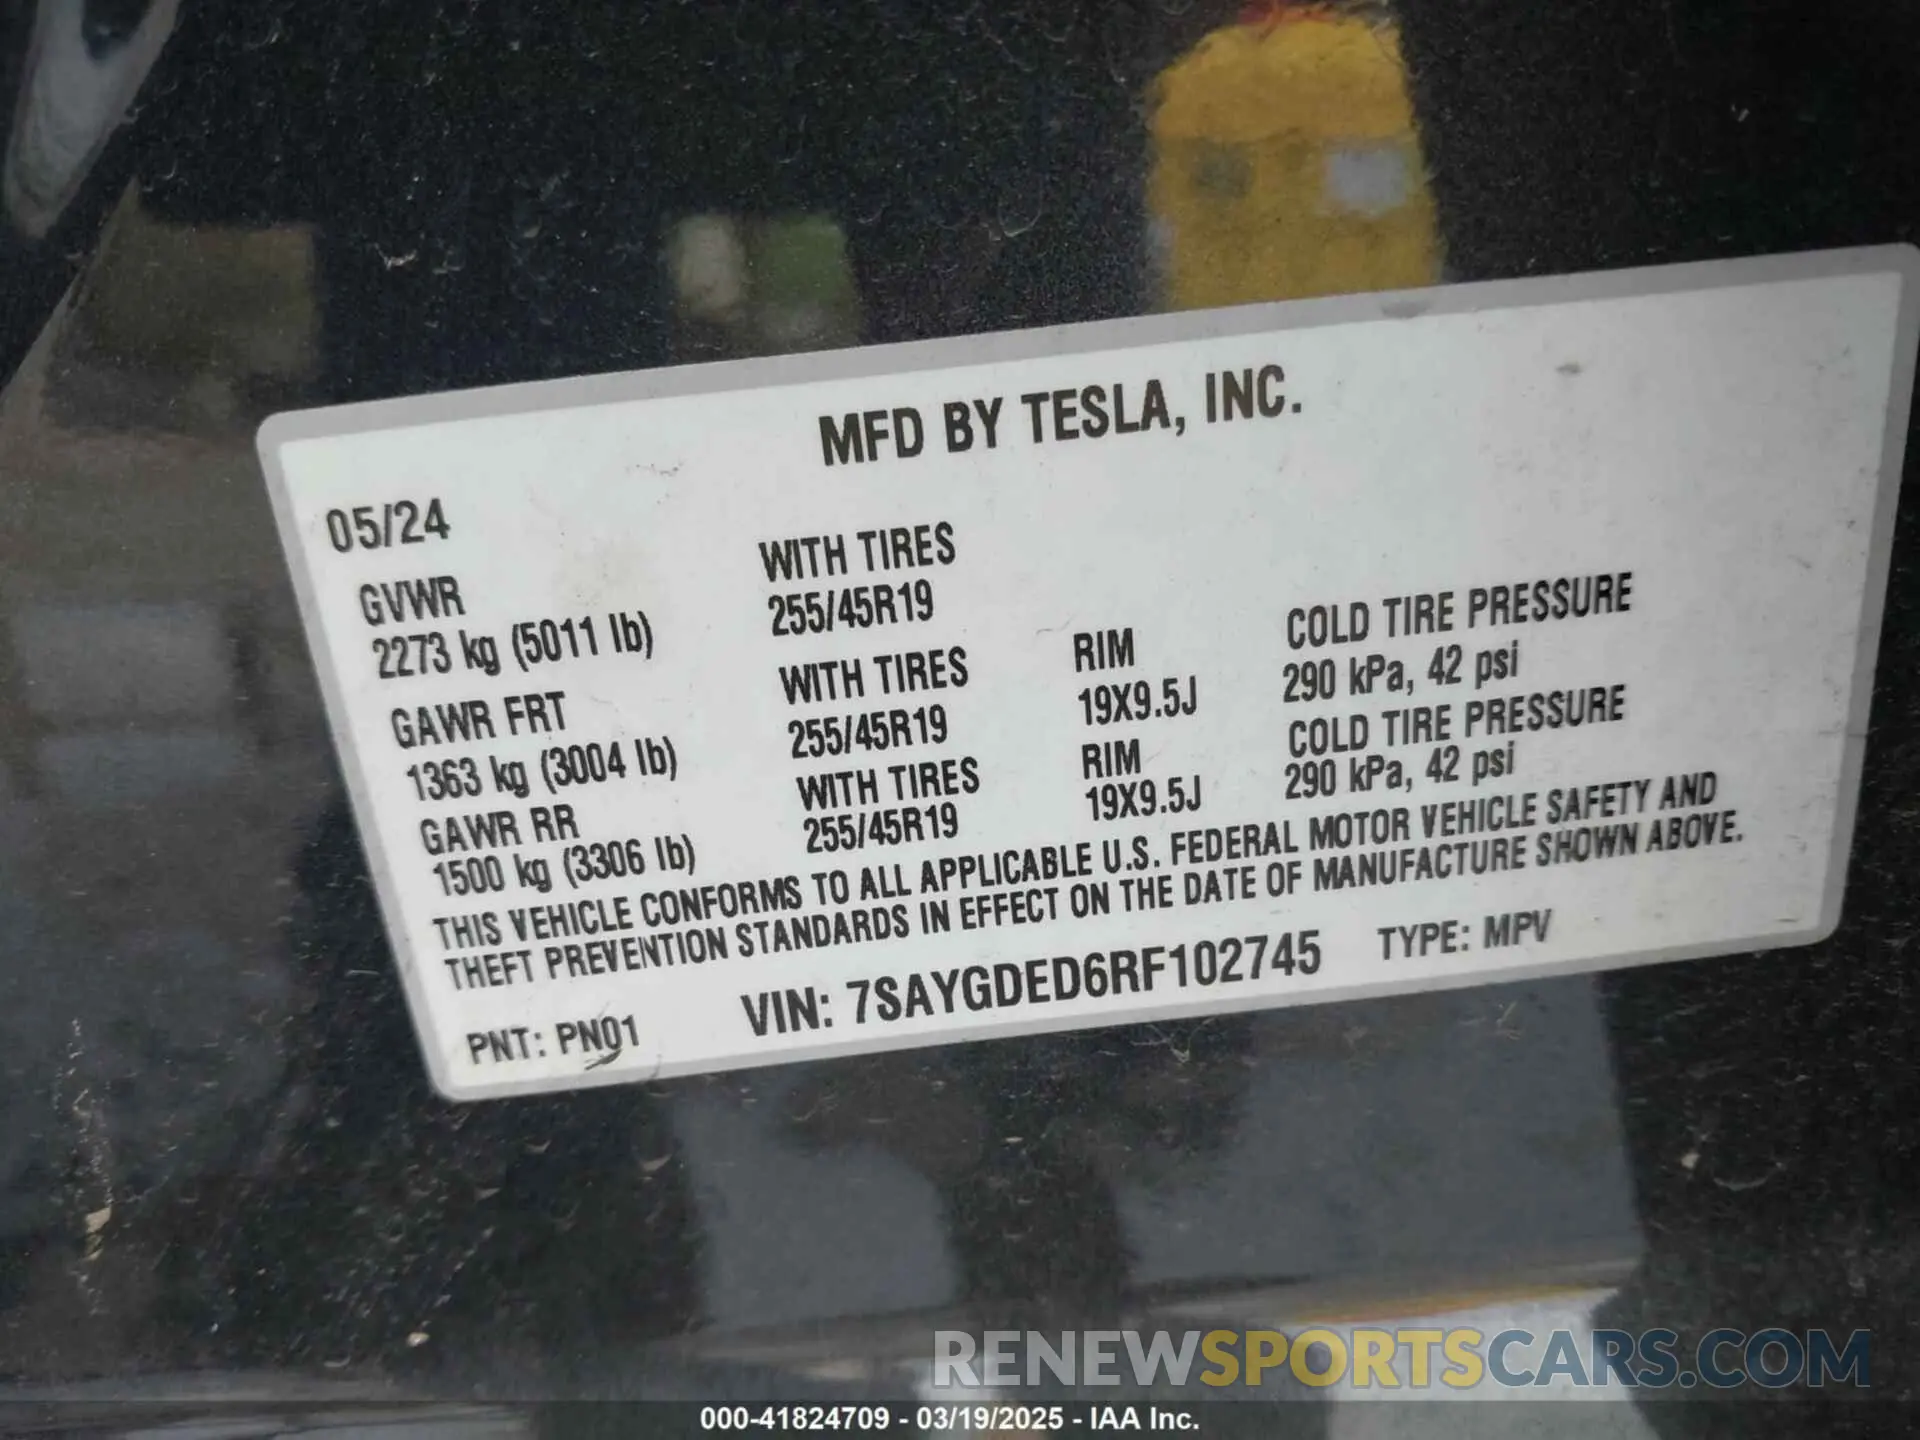 MFD BY TESLA, INC.
05/24
GVWR
2273 kg (5011 lb)
WITH TIRES
255/45R19
GAWR FRT
1363 kg (3004 lb)
WITH TIRES
255/45R19
RIM
19X9.5J
COLD TIRE PRESSURE
290 kPa, 42 psi
GAWR RR
1500 kg (3306 lb)
WITH TIRES
255/45R19
RIM
19X9.5J
COLD TIRE PRESSURE
290 kPa, 42 psi
THIS VEHICLE CONFORMS TO ALL APPLICABLE U.S. FEDERAL MOTOR VEHICLE SAFETY AND
THEFT PREVENTION STANDARDS IN EFFECT ON THE DATE OF MANUFACTURE SHOWN ABOVE.
PNT: PN01 VIN: 7SAYGDED6RF102745 TYPE: MPV
RENEWSPORTSCARS.COM
000-41824709 - 03/19/2025 - IAA Inc.